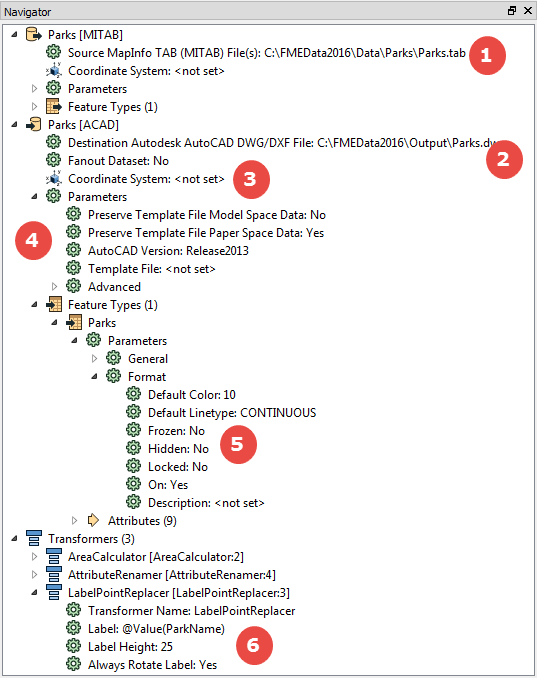 Navigator
Parks [MITAB]
Source MapInfo TAB (MITAB) File(s): C:\FMEData2016\Data\Parks\Parks.tab
1
Coordinate System: <not set>
Parameters
Feature Types (1)
Parks [ACAD]
Destination Autodesk AutoCAD DWG/DXF File: C:\FMEData2016\Output\Parks.dw
2
Fanout Dataset: No
Coordinate System: <not set>
3
Parameters
Preserve Template File Model Space Data: No
Preserve Template File Paper Space Data: Yes
4
AutoCAD Version: Release2013
Template File: <not set>
Advanced
Feature Types (1)
Parks
Parameters
General
Format
Default Color: 10
Default Linetype: CONTINUOUS
Frozen: No
Hidden: No
5
Locked: No
On: Yes
Description: <not set>
Attributes (9)
Transformers (3)
AreaCalculator [AreaCalculator:2]
AttributeRenamer [AttributeRenamer:4]
LabelPointReplacer [LabelPointReplacer:3]
Transformer Name: LabelPointReplacer
Label: @Value(ParkName)
Label Height: 25
6
Always Rotate Label: Yes